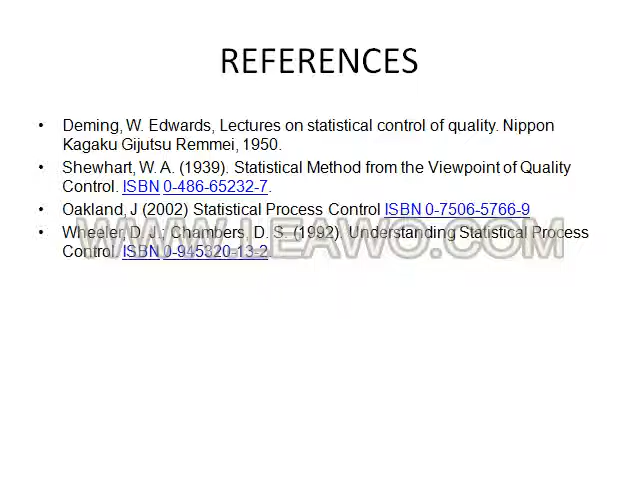 REFERENCES
• Deming, W. Edwards, Lectures on statistical control of quality. Nippon
Kagaku Gijutsu Remmei, 1950.
• Shewhart, W. A. (1939). Statistical Method from the Viewpoint of Quality
Control. ISBN 0-486-65232-7.
• Oakland, J (2002) Statistical Process Control ISBN 0-7506-5766-9
• Wheeler, D. J.; Chambers, D. S. (1992). Understanding Statistical Process
WWW.LEAWO.COM
Control. ISBN 0-945320-13-2.